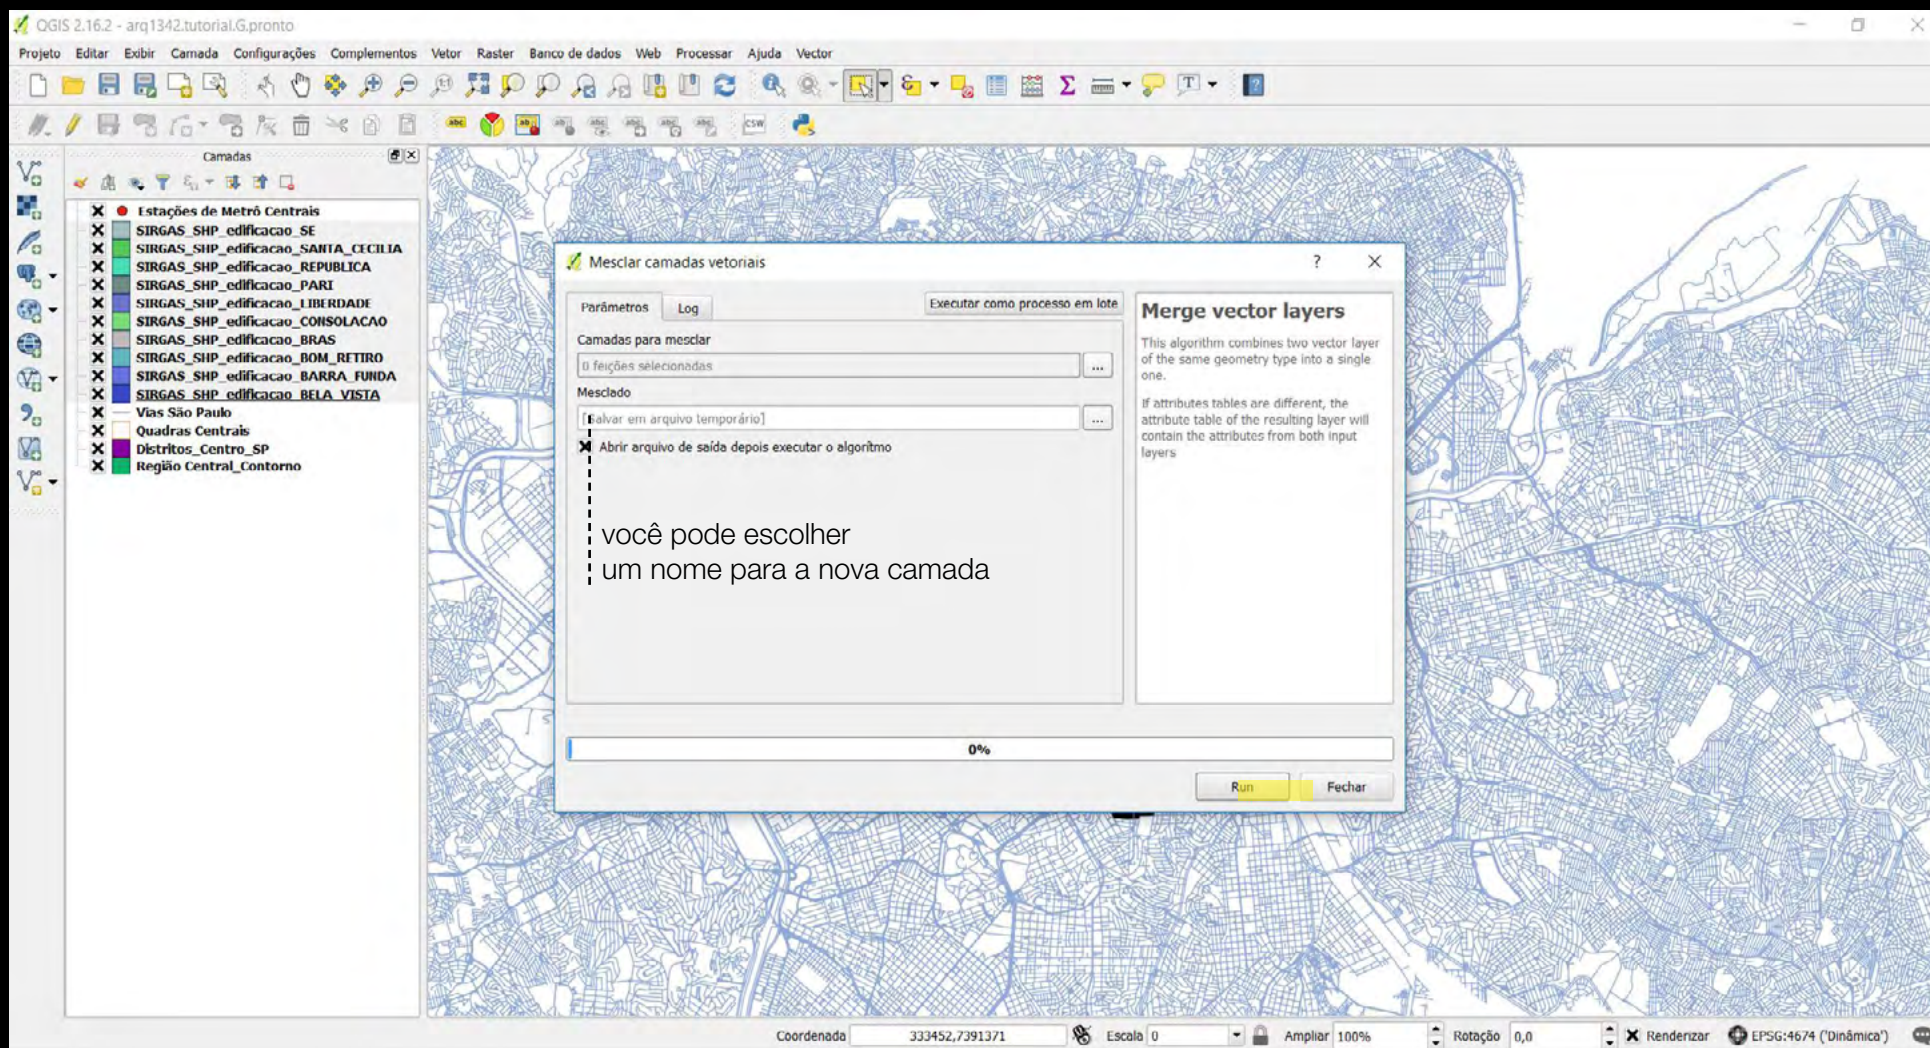 QGIS 2.16.2 - arq1342.tutorial.G.pronto
Projeto Editar Exibir Camada Configurações Complementos Vetor Raster Banco de dados Web Processar Ajuda Vector
Camadas
Estações de Metrô Centrais
SIRGAS_SHP_edificacao_SE
SIRGAS_SHP_edificacao_SANTA_CECILIA
SIRGAS_SHP_edificacao_REPUBLICA
SIRGAS_SHP_edificacao_PARI
SIRGAS_SHP_edificacao_LIBERDADE
SIRGAS_SHP_edificacao_CONSOLACAO
SIRGAS_SHP_edificacao_BRAS
SIRGAS_SHP_edificacao_BOM_RETIRO
SIRGAS_SHP_edificacao_BARRA_FUNDA
SIRGAS_SHP_edificacao_BELA_VISTA
Vias São Paulo
Quadras Centrais
Distritos_Centro_SP
Região Central_Contorno
Mesclar camadas vetoriais
Parâmetros Log Executar como processo em lote
Camadas para mesclar
0 feições selecionadas ...
Mesclado
[Salvar em arquivo temporário] ...
Abrir arquivo de saída depois executar o algorítmo
você pode escolher
um nome para a nova camada
Merge vector layers
This algorithm combines two vector layer
of the same geometry type into a single
one.
If attributes tables are different, the
attribute table of the resulting layer will
contain the attributes from both input
layers
0%
Run Fechar
Coordenada 333452,7391371 Escala 0 Ampliar 100% Rotação 0,0 Renderizar EPSG:4674 ('Dinâmica')